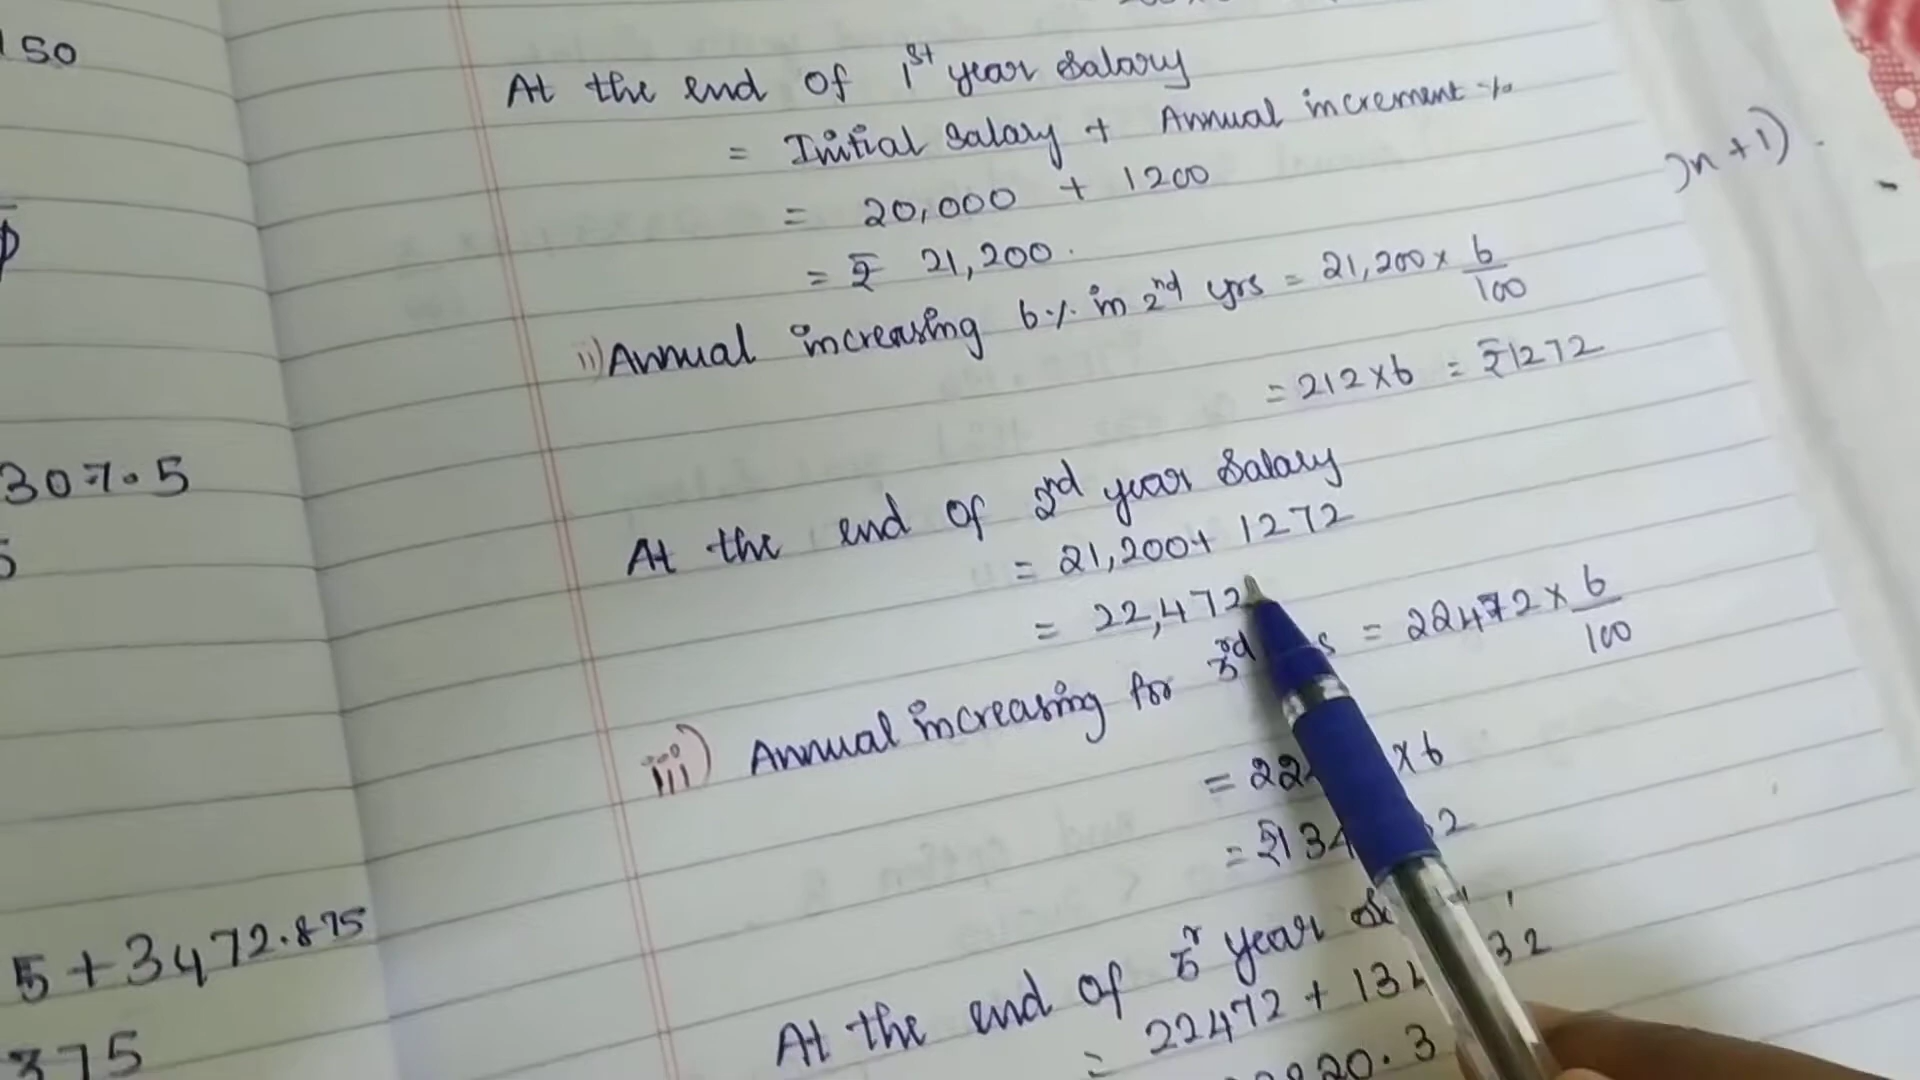 150
At the end of 1st year salary
= Initial salary + Annual increment %
= 20,000 + 1200
= ₹ 21,200.
n+1)
ii) Annual increasing 6% in 2nd yrs = 21,200 × 6/100
= 212×6 = ₹1272
307.5
At the end of 2rd year salary
= 21,200+ 1272
= 22,472
iii) Annual increasing for 3rd = 22472 × 6/100
× 6
5+3472.875
375
At the end of 3r year
= 22472 +